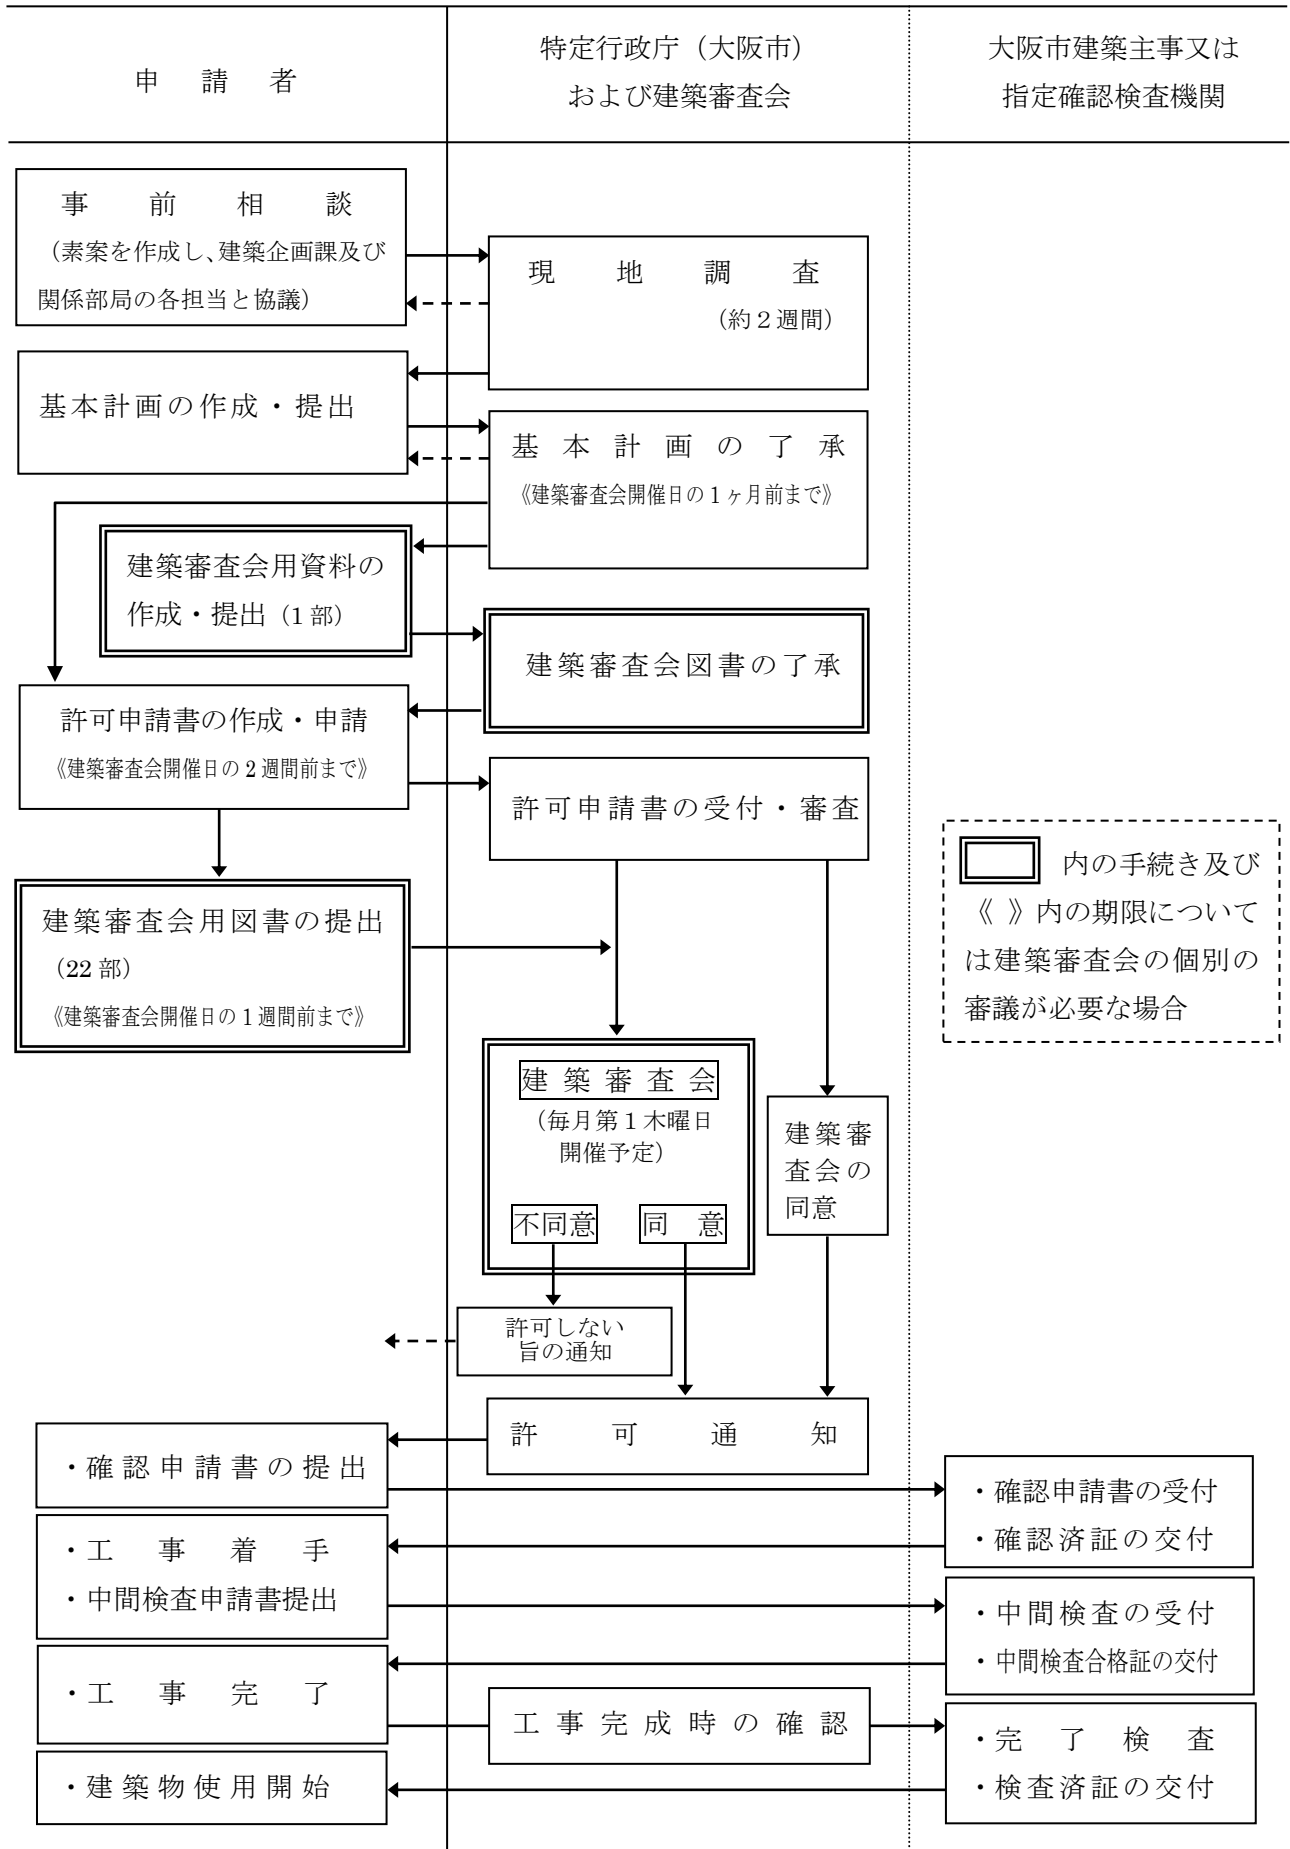 申請者
特定行政庁（大阪市）
および建築審査会
大阪市建築主事又は
指定確認検査機関
事前相談
（素案を作成し、建築企画課及び
関係部局の各担当と協議）
現地調査
（約２週間）
基本計画の作成・提出
基本計画の了承
《建築審査会開催日の１ヶ月前まで》
建築審査会用資料の
作成・提出（１部）
建築審査会図書の了承
許可申請書の作成・申請
《建築審査会開催日の２週間前まで》
許可申請書の受付・審査
建築審査会用図書の提出
（22 部）
《建築審査会開催日の１週間前まで》
内の手続き及び
《 》内の期限について
は建築審査会の個別の
審議が必要な場合
建築審査会
（毎月第１木曜日
開催予定）
不同意
同意
建築審
査会の
同意
許可しない
旨の通知
許可通知
・確認申請書の提出
・確認申請書の受付
・確認済証の交付
・工事着手
・中間検査申請書提出
・中間検査の受付
・中間検査合格証の交付
・工事完了
工事完成時の確認
・完了検査
・検査済証の交付
・建築物使用開始